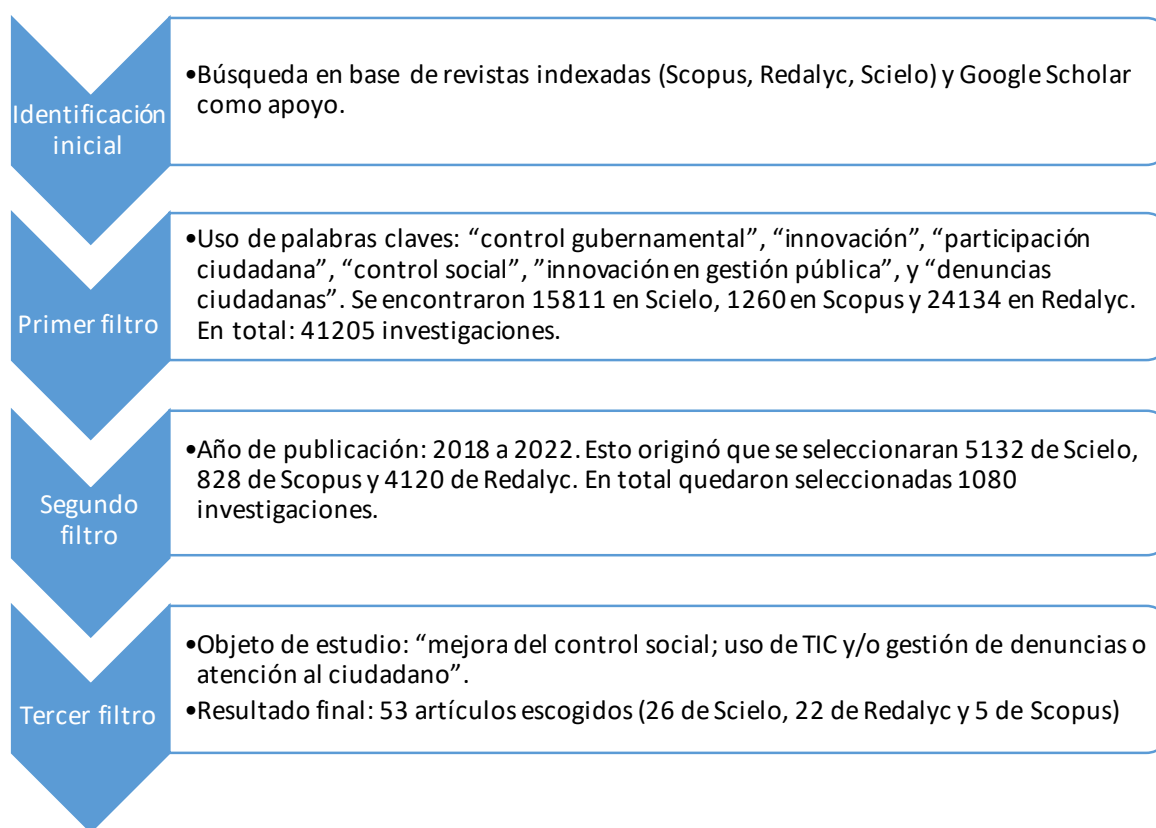 Identificación
inicial
•Búsqueda en base de revistas indexadas (Scopus, Redalyc, Scielo) y Google Scholar
como apoyo.
Primer filtro
•Uso de palabras claves: “control gubernamental”, “innovación”, “participación
ciudadana”, “control social”, ”innovación en gestión pública”, y “denuncias
ciudadanas”. Se encontraron 15811 en Scielo, 1260 en Scopus y 24134 en Redalyc.
En total: 41205 investigaciones.
Segundo
filtro
•Año de publicación: 2018 a 2022. Esto originó que se seleccionaran 5132 de Scielo,
828 de Scopus y 4120 de Redalyc. En total quedaron seleccionadas 1080
investigaciones.
Tercer filtro
•Objeto de estudio: “mejora del control social; uso de TIC y/o gestión de denuncias o
atención al ciudadano”.
•Resultado final: 53 artículos escogidos (26 de Scielo, 22 de Redalyc y 5 de Scopus)